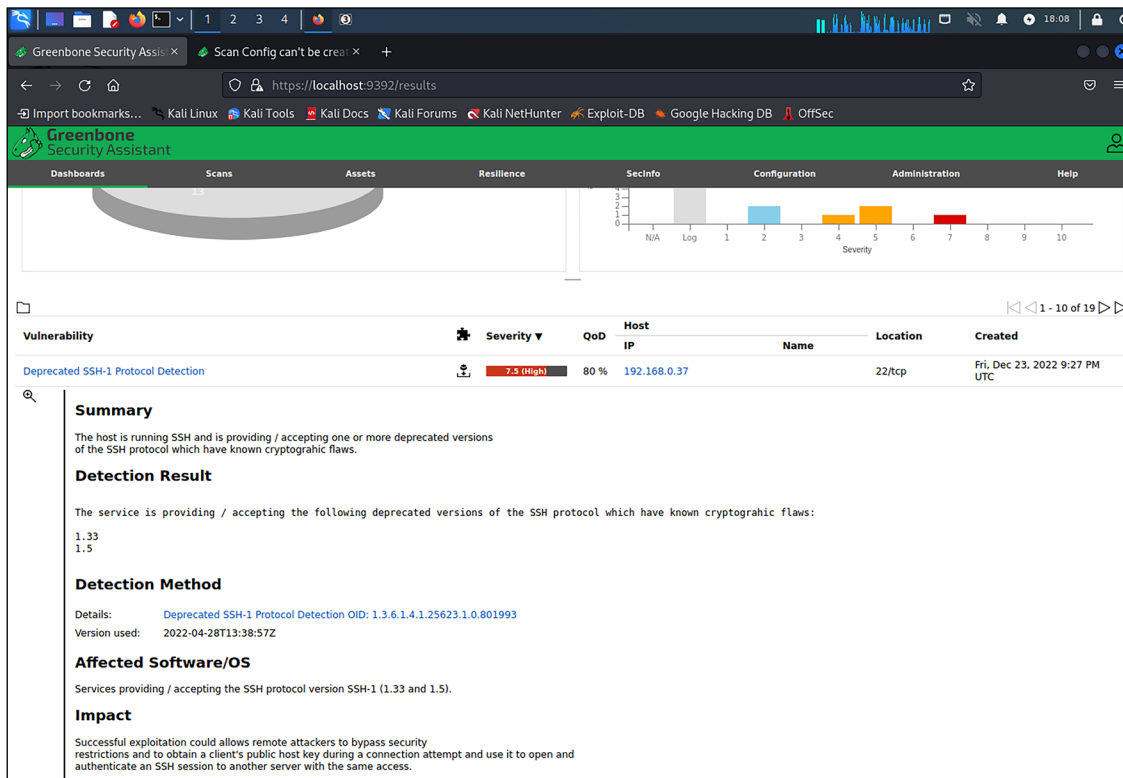 1 2 3 4 18:08
Greenbone Security Assis × Scan Config can't be creat × +
https://localhost:9392/results
Import bookmarks... Kali Linux Kali Tools Kali Docs Kali Forums Kali NetHunter Exploit-DB Google Hacking DB OffSec
Greenbone
Security Assistant
Dashboards Scans Assets Resilience SecInfo Configuration Administration Help
13
4
3
2
1
0
N/A Log 1 2 3 4 5 6 7 8 9 10
Severity
1 - 10 of 19
Vulnerability Severity ▼ QoD Host Location Created
IP Name
Deprecated SSH-1 Protocol Detection 7.5 (High) 80 % 192.168.0.37 22/tcp Fri, Dec 23, 2022 9:27 PM
UTC
Summary
The host is running SSH and is providing / accepting one or more deprecated versions
of the SSH protocol which have known cryptograhic flaws.
Detection Result
The service is providing / accepting the following deprecated versions of the SSH protocol which have known cryptograhic flaws:
1.33
1.5
Detection Method
Details: Deprecated SSH-1 Protocol Detection OID: 1.3.6.1.4.1.25623.1.0.801993
Version used: 2022-04-28T13:38:57Z
Affected Software/OS
Services providing / accepting the SSH protocol version SSH-1 (1.33 and 1.5).
Impact
Successful exploitation could allows remote attackers to bypass security
restrictions and to obtain a client's public host key during a connection attempt and use it to open and
authenticate an SSH session to another server with the same access.